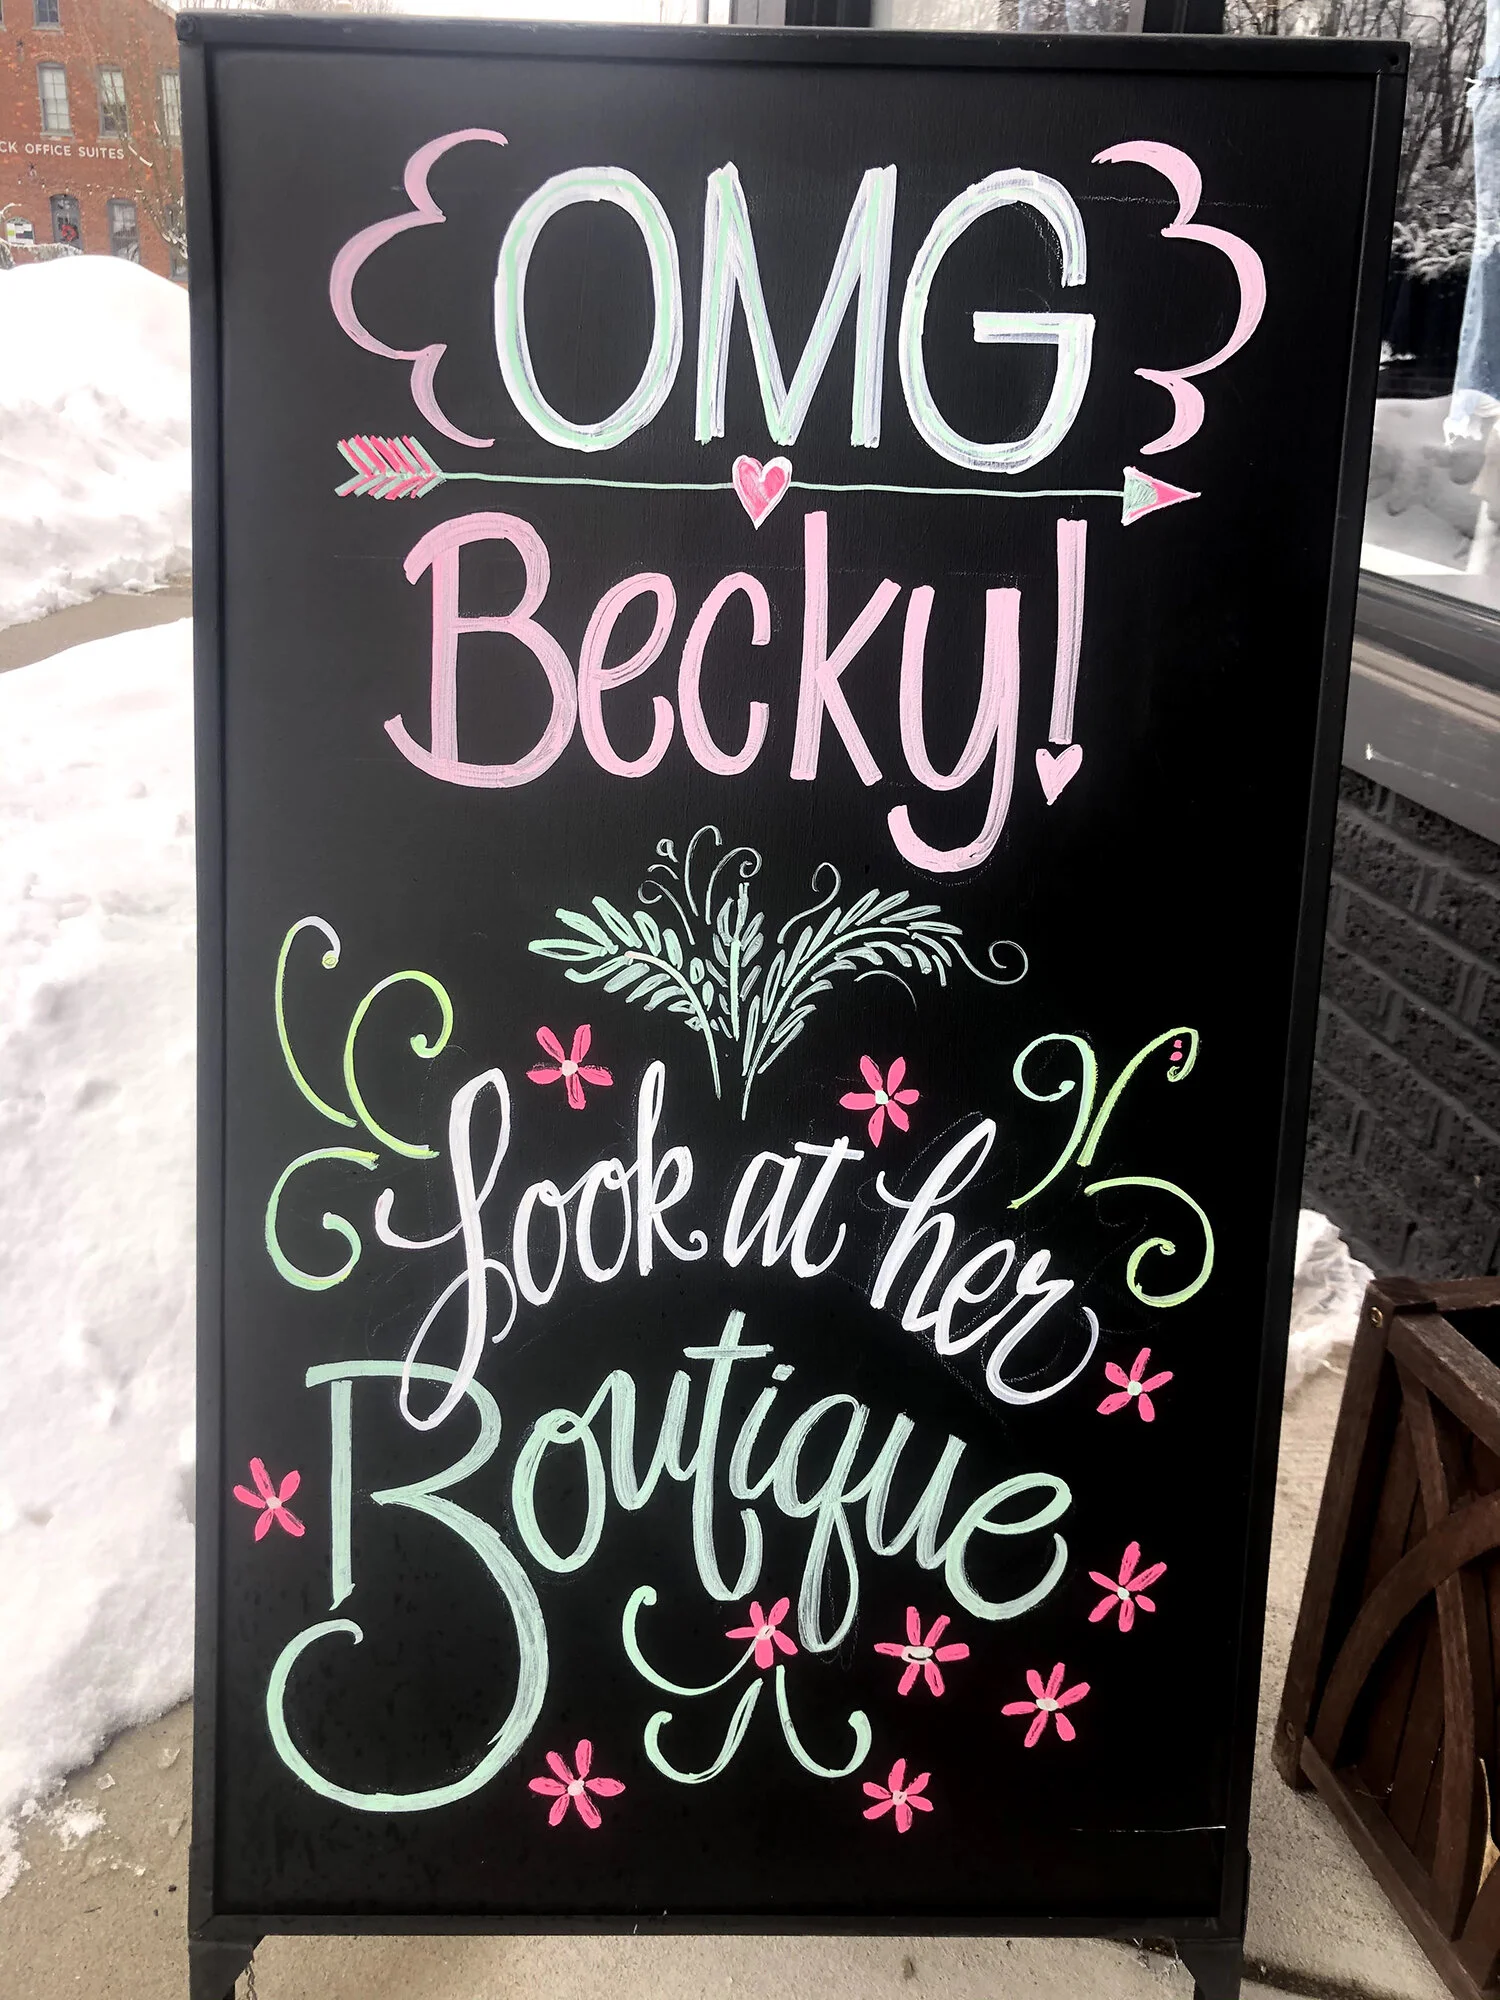 CK OFFICE SUITES
OMG
Becky!
Look at her
Boutique